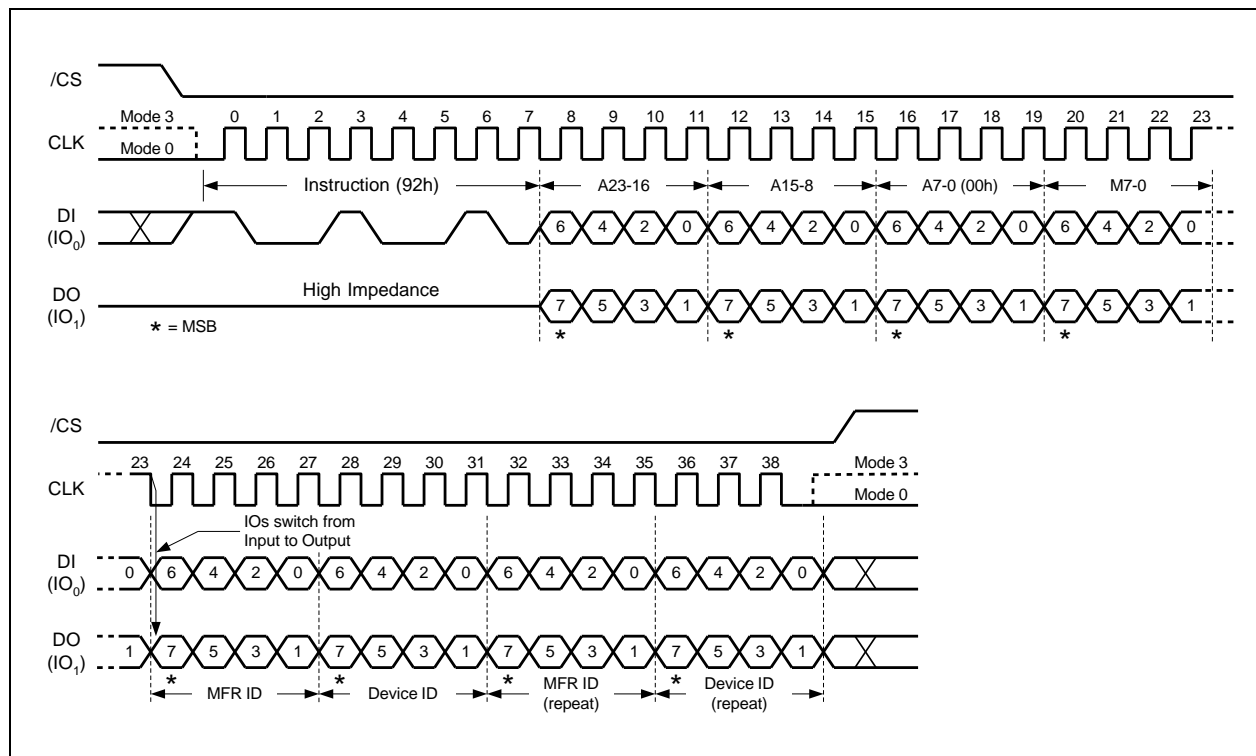 /CS
Mode 3 0 1 2 3 4 5 6 7 8 9 10 11 12 13 14 15 16 17 18 19 20 21 22 23
CLK Mode 0
Instruction (92h) A23-16 A15-8 A7-0 (00h) M7-0
DI
(IO0) 6 4 2 0 6 4 2 0 6 4 2 0 6 4 2 0
High Impedance
DO
(IO1) 7 5 3 1 7 5 3 1 7 5 3 1 7 5 3 1
* = MSB * * * *
/CS
23 24 25 26 27 28 29 30 31 32 33 34 35 36 37 38 Mode 3
CLK Mode 0
IOs switch from
Input to Output
DI
(IO0) 0 6 4 2 0 6 4 2 0 6 4 2 0 6 4 2 0
DO
(IO1) 1 7 5 3 1 7 5 3 1 7 5 3 1 7 5 3 1
* * * *
MFR ID Device ID MFR ID
(repeat) Device ID
(repeat)